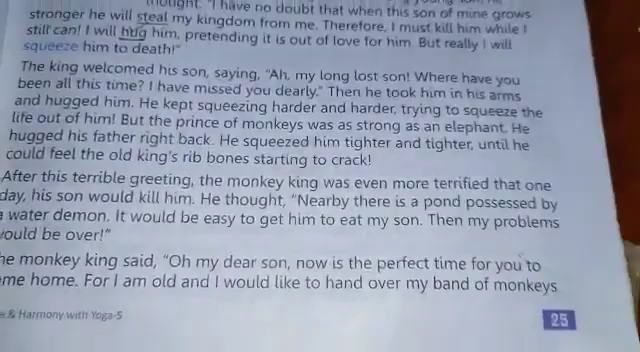 thought. "I have no doubt that when this son of mine grows
stronger he will steal my kingdom from me. Therefore, I must kill him while I
still can! I will hug him, pretending it is out of love for him. But really I will
squeeze him to death!"
The king welcomed his son, saying, "Ah, my long lost son! Where have you
been all this time? I have missed you dearly." Then he took him in his arms
and hugged him. He kept squeezing harder and harder, trying to squeeze the
life out of him! But the prince of monkeys was as strong as an elephant. He
hugged his father right back. He squeezed him tighter and tighter, until he
could feel the old king's rib bones starting to crack!
After this terrible greeting, the monkey king was even more terrified that one
day, his son would kill him. He thought, "Nearby there is a pond possessed by
a water demon. It would be easy to get him to eat my son. Then my problems
would be over!"
he monkey king said, "Oh my dear son, now is the perfect time for you to
me home. For I am old and I would like to hand over my band of monkeys
& Harmony with Yoga-5
25